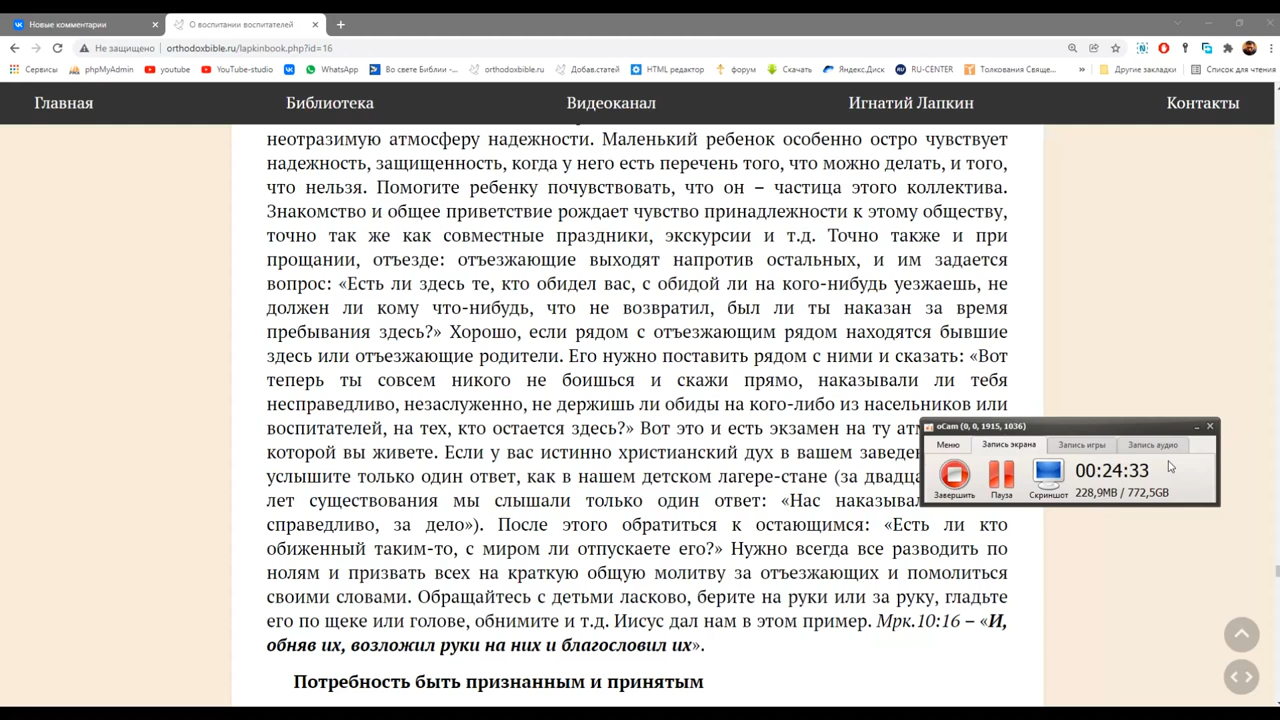 Новые комментарии
О воспитании воспитателей
Не защищено
orthodoxbible.ru/lapkinbook.php?id=16
Сервисы phpMyAdmin youtube YouTube-studio WhatsApp Во свете Библии –... orthodoxbible.ru Добав.статей HTML редактор форум Скачать Яндекс.Диск RU-CENTER Толкования Свяще... » Другие закладки Список для чтения
Главная Библиотека Видеоканал Игнатий Лапкин Контакты
неотразимую атмосферу надежности. Маленький ребенок особенно остро чувствует
надежность, защищенность, когда у него есть перечень того, что можно делать, и того,
что нельзя. Помогите ребенку почувствовать, что он – частица этого коллектива.
Знакомство и общее приветствие рождает чувство принадлежности к этому обществу,
точно так же как совместные праздники, экскурсии и т.д. Точно также и при
прощании, отъезде: отъезжающие выходят напротив остальных, и им задается
вопрос: «Есть ли здесь те, кто обидел вас, с обидой ли на кого-нибудь уезжаешь, не
должен ли кому что-нибудь, что не возвратил, был ли ты наказан за время
пребывания здесь?» Хорошо, если рядом с отъезжающим рядом находятся бывшие
здесь или отъезжающие родители. Его нужно поставить рядом с ними и сказать: «Вот
теперь ты совсем никого не боишься и скажи прямо, наказывали ли тебя
несправедливо, незаслуженно, не держишь ли обиды на кого-либо из насельников или
воспитателей, на тех, кто остается здесь?» Вот это и есть экзамен на ту
которой вы живете. Если у вас истинно христианский дух в вашем
услышите только один ответ, как в нашем детском лагере-стане (за
лет существования мы слышали только один ответ: «Нас
справедливо, за дело»). После этого обратиться к остающимся: «Есть ли кто
обиженный таким-то, с миром ли отпускаете его?» Нужно всегда все разводить по
нолям и призвать всех на краткую общую молитву за отъезжающих и помолиться
своими словами. Обращайтесь с детьми ласково, берите на руки или за руку, гладьте
его по щеке или голове, обнимите и т.д. Иисус дал нам в этом пример. Мрк.10:16 – «И,
обняв их, возложил руки на них и благословил их».
Потребность быть признанным и принятым
oCam (0, 0, 1915, 1036)
Меню Запись экрана Запись игры Запись аудио
00:24:33
228,9MB / 772,5GB
Завершить Пауза Скриншот